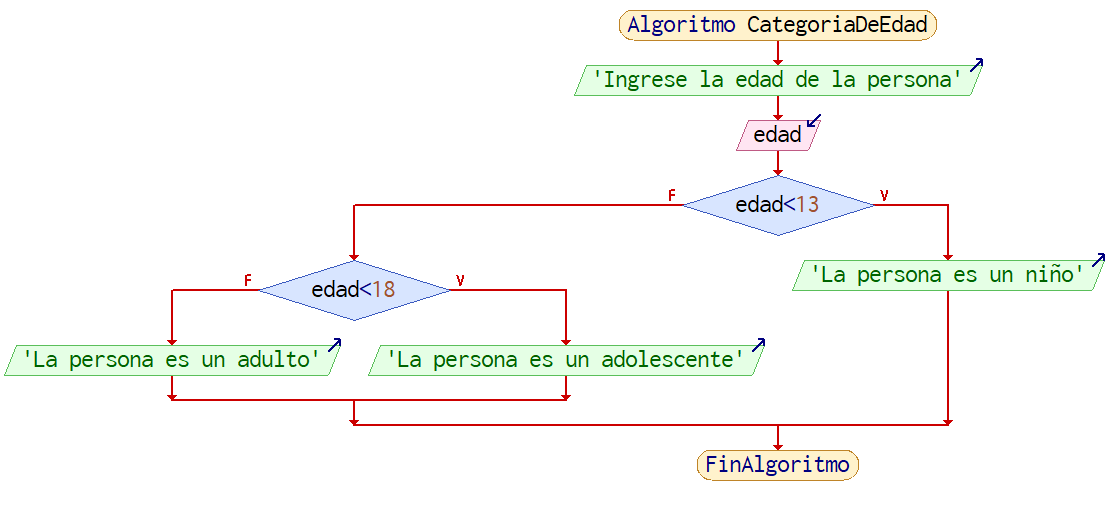 Algoritmo CategoriaDeEdad
'Ingrese la edad de la persona'
edad
edad<13
F
V
'La persona es un niño'
edad<18
F
V
'La persona es un adulto'
'La persona es un adolescente'
FinAlgoritmo